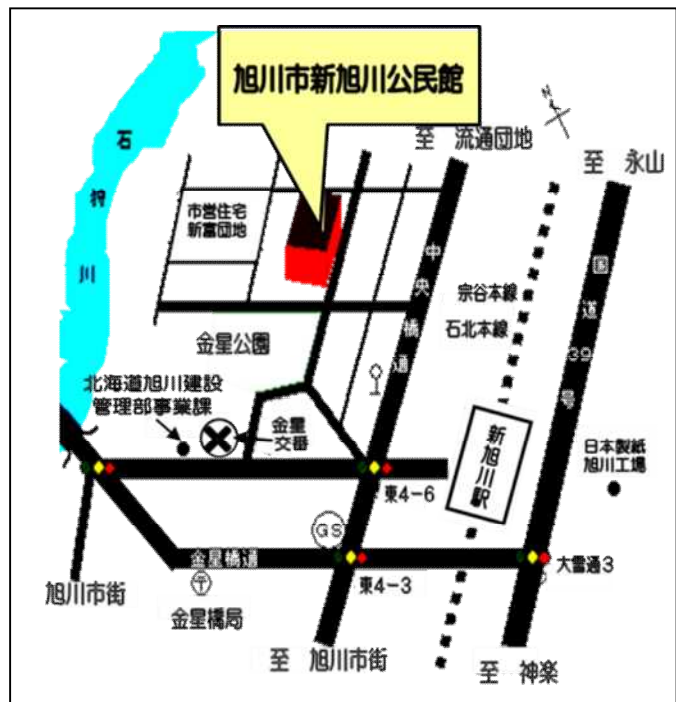 旭川市新旭川公民館
N
至 流通団地
至 永山
石狩川
市営住宅
新富団地
中央橋通
国道39号
宗谷本線
石北本線
金星公園
北海道旭川建設
管理部事業課
金星
交番
新旭川駅
日本製紙
旭川工場
東4-6
GS
金星橋通
大雪通3
旭川市街
〒
金星橋局
東4-3
至 旭川市街
至 神楽